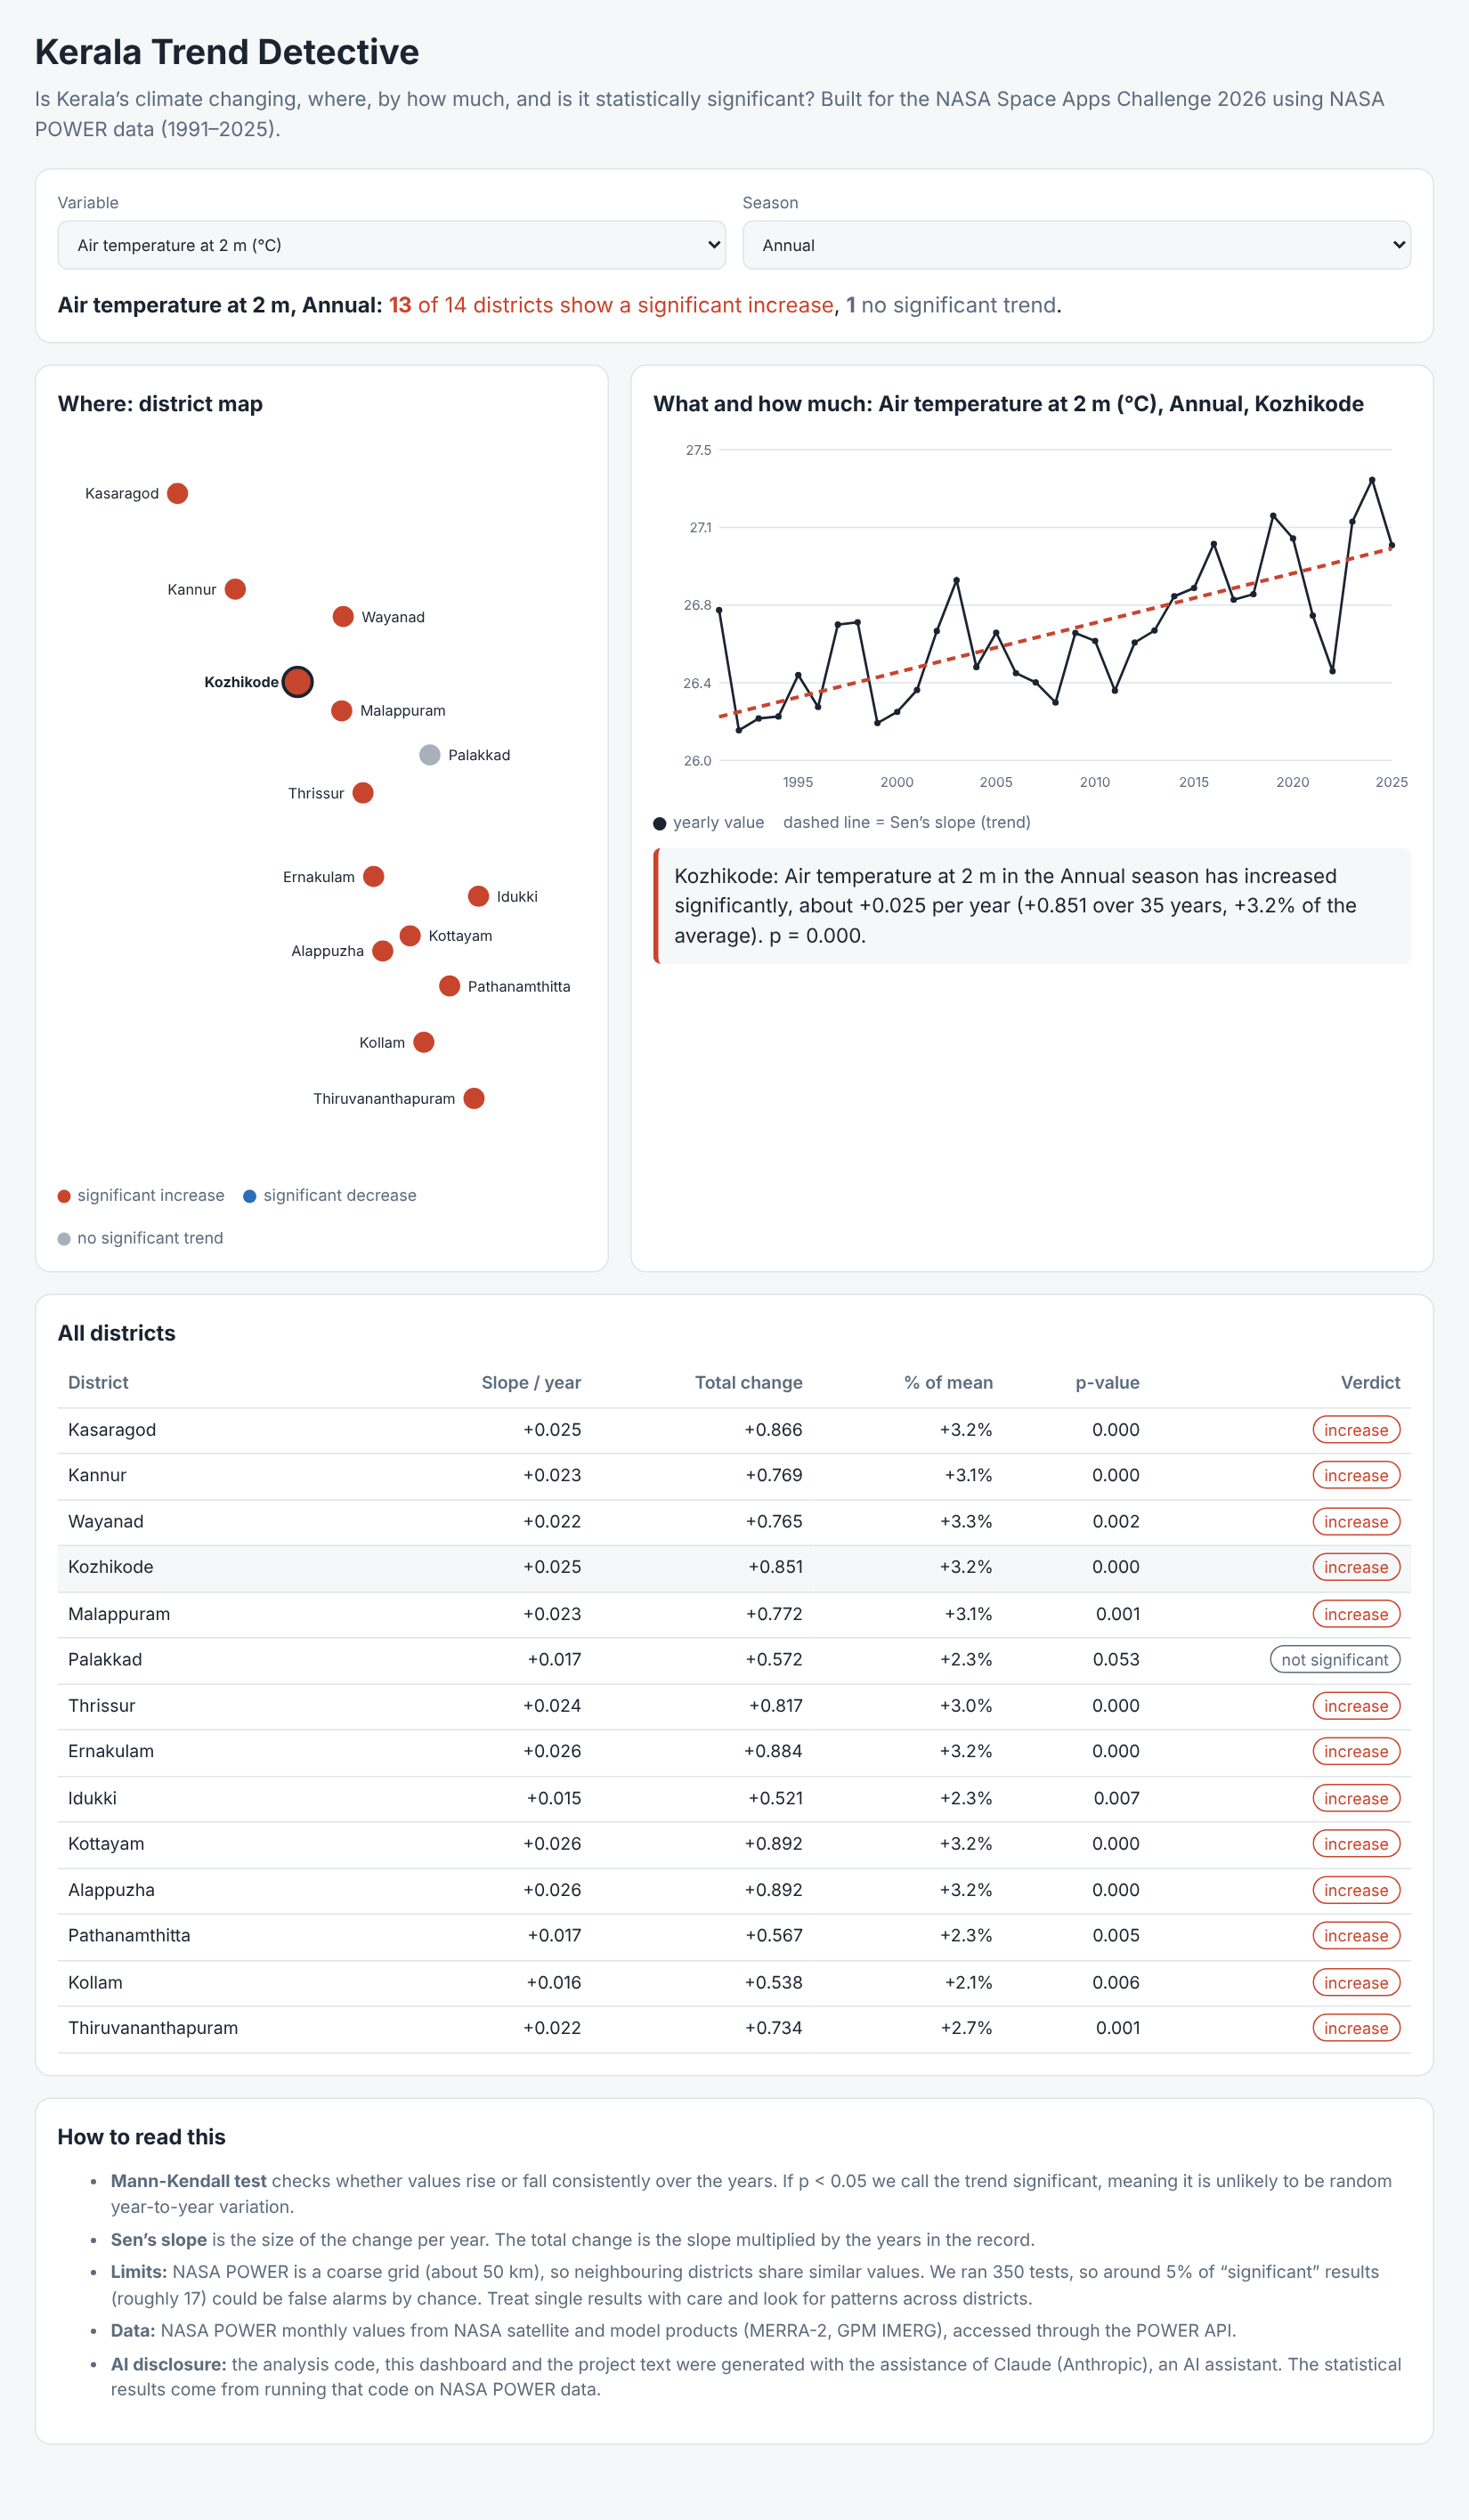 Kerala Trend Detective
Is Kerala’s climate changing, where, by how much, and is it statistically significant? Built for the NASA Space Apps Challenge 2026 using NASA
POWER data (1991–2025).
Variable
Season
Air temperature at 2 m (°C)
Annual
Air temperature at 2 m, Annual: 13 of 14 districts show a significant increase, 1 no significant trend.
Where: district map
Kasaragod
Kannur
Wayanad
Kozhikode
Malappuram
Palakkad
Thrissur
Ernakulam
Idukki
Kottayam
Alappuzha
Pathanamthitta
Kollam
Thiruvananthapuram
significant increase
significant decrease
no significant trend
What and how much: Air temperature at 2 m (°C), Annual, Kozhikode
27.5
27.1
26.8
26.4
26.0
1995 2000 2005 2010 2015 2020 2025
yearly value dashed line = Sen’s slope (trend)
Kozhikode: Air temperature at 2 m in the Annual season has increased
significantly, about +0.025 per year (+0.851 over 35 years, +3.2% of the
average). p = 0.000.
All districts
District Slope / year Total change % of mean p-value Verdict
Kasaragod +0.025 +0.866 +3.2% 0.000 increase
Kannur +0.023 +0.769 +3.1% 0.000 increase
Wayanad +0.022 +0.765 +3.3% 0.002 increase
Kozhikode +0.025 +0.851 +3.2% 0.000 increase
Malappuram +0.023 +0.772 +3.1% 0.001 increase
Palakkad +0.017 +0.572 +2.3% 0.053 not significant
Thrissur +0.024 +0.817 +3.0% 0.000 increase
Ernakulam +0.026 +0.884 +3.2% 0.000 increase
Idukki +0.015 +0.521 +2.3% 0.007 increase
Kottayam +0.026 +0.892 +3.2% 0.000 increase
Alappuzha +0.026 +0.892 +3.2% 0.000 increase
Pathanamthitta +0.017 +0.567 +2.3% 0.005 increase
Kollam +0.016 +0.538 +2.1% 0.006 increase
Thiruvananthapuram +0.022 +0.734 +2.7% 0.001 increase
How to read this
• Mann-Kendall test checks whether values rise or fall consistently over the years. If p < 0.05 we call the trend significant, meaning it is unlikely to be random
year-to-year variation.
• Sen’s slope is the size of the change per year. The total change is the slope multiplied by the years in the record.
• Limits: NASA POWER is a coarse grid (about 50 km), so neighbouring districts share similar values. We ran 350 tests, so around 5% of “significant” results
(roughly 17) could be false alarms by chance. Treat single results with care and look for patterns across districts.
• Data: NASA POWER monthly values from NASA satellite and model products (MERRA-2, GPM IMERG), accessed through the POWER API.
• AI disclosure: the analysis code, this dashboard and the project text were generated with the assistance of Claude (Anthropic), an AI assistant. The statistical
results come from running that code on NASA POWER data.